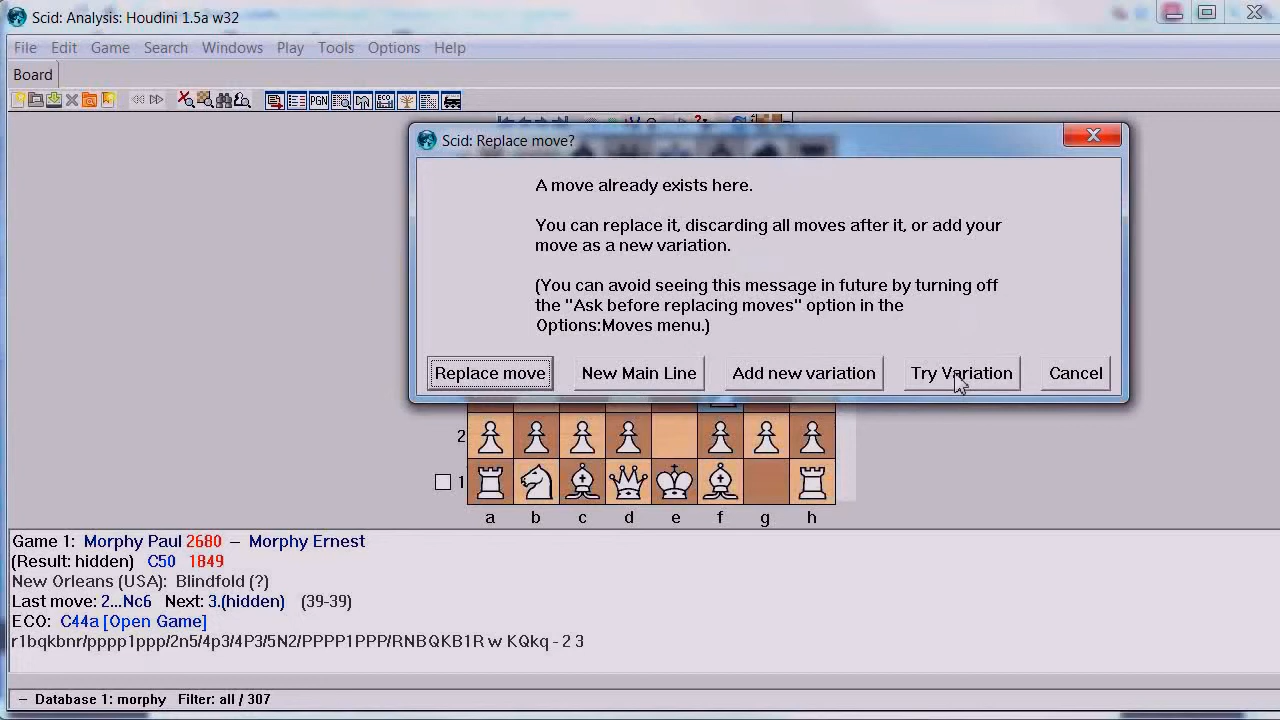 Scid: Analysis: Houdini 1.5a w32
File Edit Game Search Windows Play Tools Options Help
Board
PGN ECO
Scid: Replace move?
A move already exists here.
You can replace it, discarding all moves after it, or add your
move as a new variation.
(You can avoid seeing this message in future by turning off
the "Ask before replacing moves" option in the
Options:Moves menu.)
Replace move New Main Line Add new variation Try Variation Cancel
2
1
a b c d e f g h
Game 1: Morphy Paul 2680 – Morphy Ernest
(Result: hidden) C50 1849
New Orleans (USA): Blindfold (?)
Last move: 2...Nc6 Next: 3.(hidden) (39-39)
ECO: C44a [Open Game]
r1bqkbnr/pppp1ppp/2n5/4p3/4P3/5N2/PPPP1PPP/RNBQKB1R w KQkq - 2 3
– Database 1: morphy Filter: all / 307